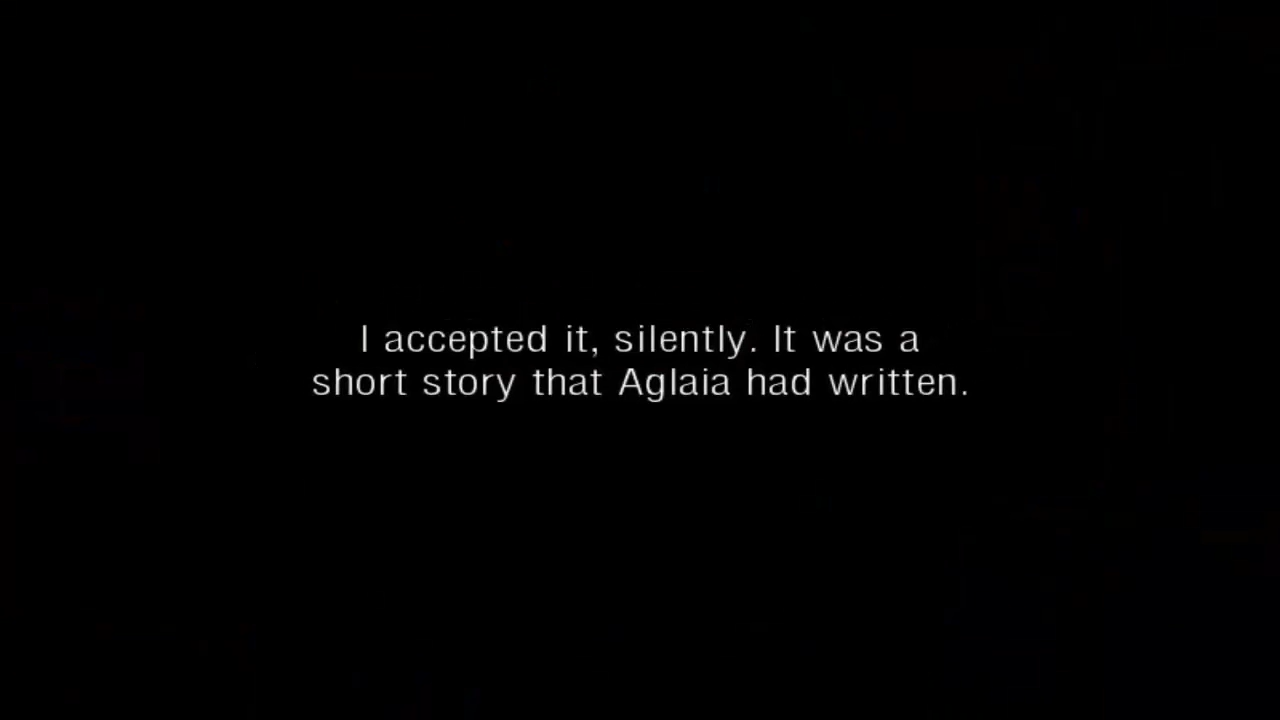 I accepted it, silently. It was a
short story that Aglaia had written.